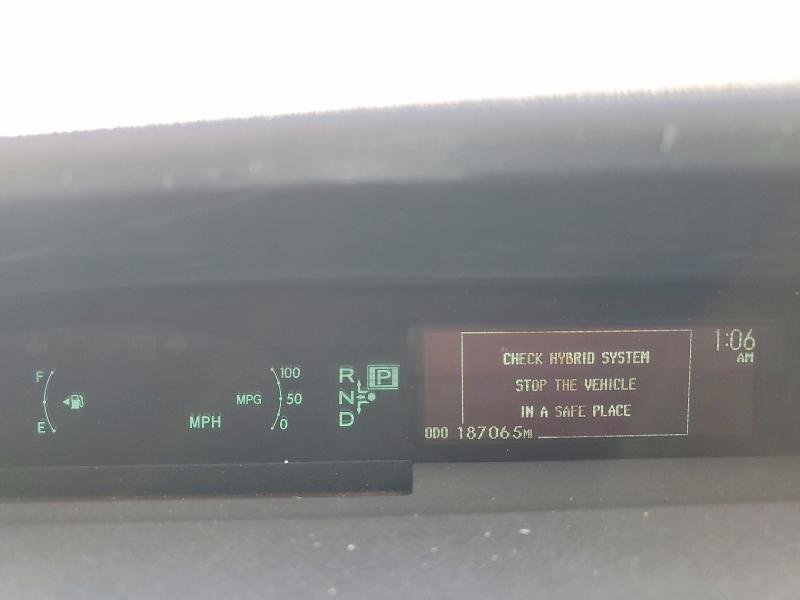 F
E
MPH
MPG
100
50
0
R
N
D
P
CHECK HYBRID SYSTEM
STOP THE VEHICLE
IN A SAFE PLACE
ODO 187065MI
1:06
AM